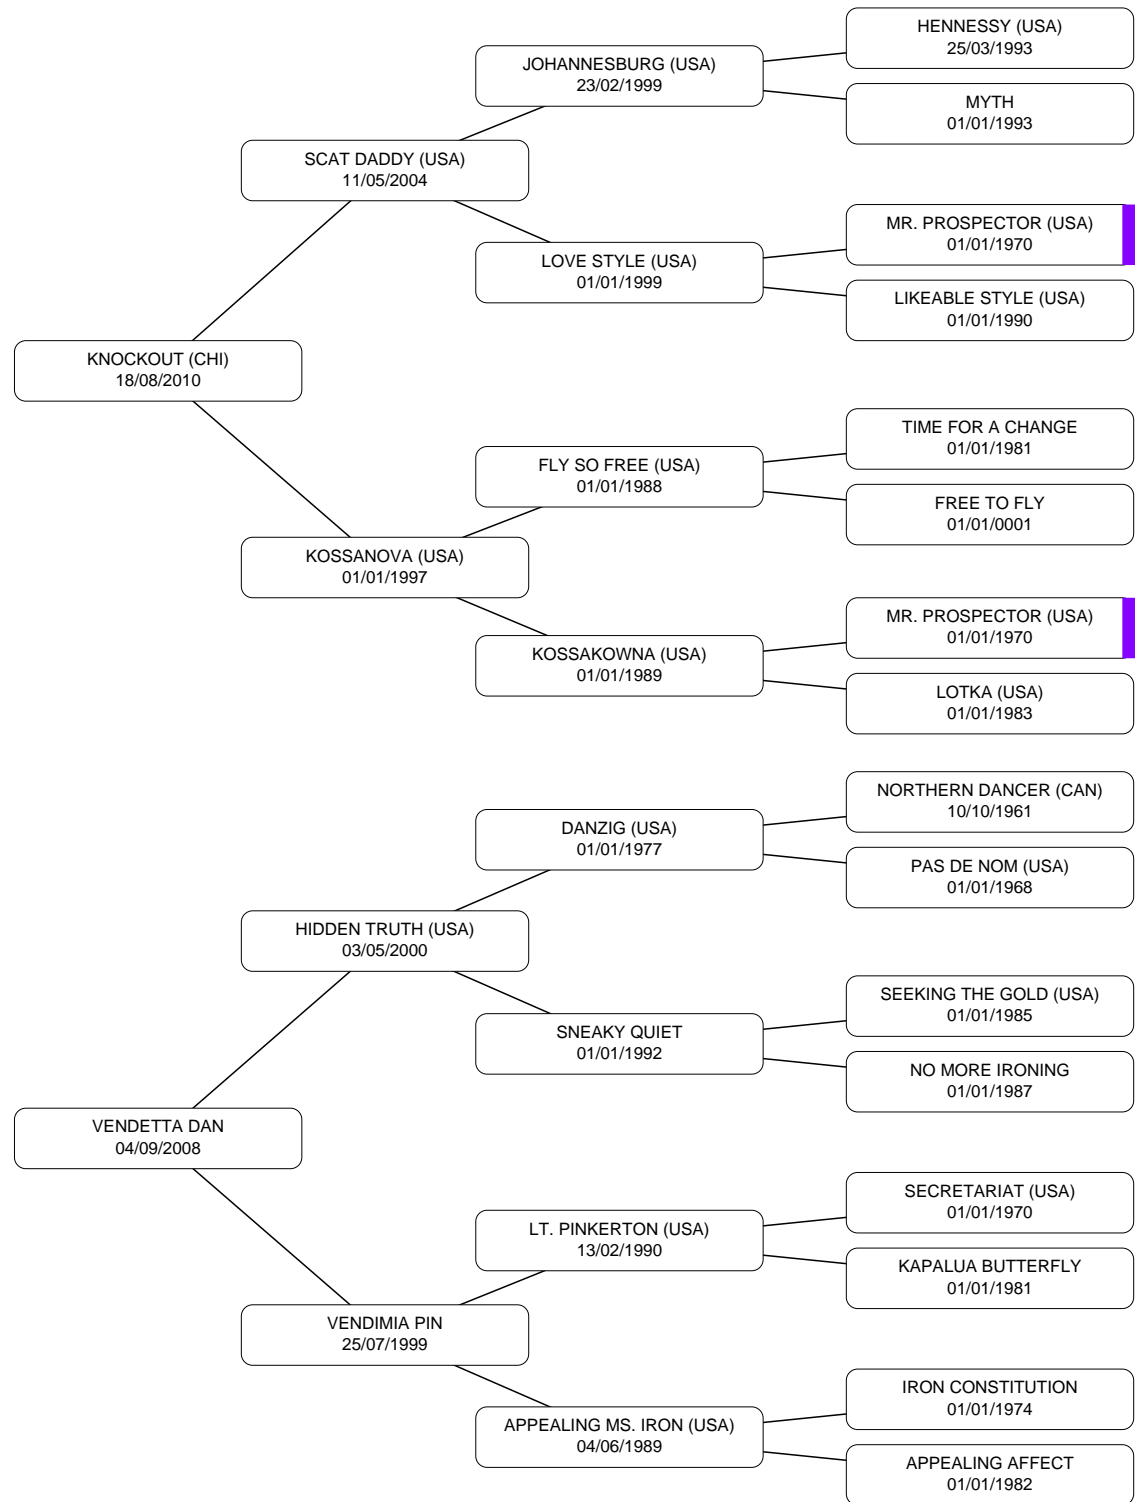 HENNESSY (USA)
25/03/1993
JOHANNESBURG (USA)
23/02/1999
MYTH
01/01/1993
SCAT DADDY (USA)
11/05/2004
MR. PROSPECTOR (USA)
01/01/1970
LOVE STYLE (USA)
01/01/1999
LIKEABLE STYLE (USA)
01/01/1990
KNOCKOUT (CHI)
18/08/2010
TIME FOR A CHANGE
01/01/1981
FLY SO FREE (USA)
01/01/1988
FREE TO FLY
01/01/0001
KOSSANOVA (USA)
01/01/1997
MR. PROSPECTOR (USA)
01/01/1970
KOSSAKOWNA (USA)
01/01/1989
LOTKA (USA)
01/01/1983
NORTHERN DANCER (CAN)
10/10/1961
DANZIG (USA)
01/01/1977
PAS DE NOM (USA)
01/01/1968
HIDDEN TRUTH (USA)
03/05/2000
SEEKING THE GOLD (USA)
01/01/1985
SNEAKY QUIET
01/01/1992
NO MORE IRONING
01/01/1987
VENDETTA DAN
04/09/2008
SECRETARIAT (USA)
01/01/1970
LT. PINKERTON (USA)
13/02/1990
KAPALUA BUTTERFLY
01/01/1981
VENDIMIA PIN
25/07/1999
IRON CONSTITUTION
01/01/1974
APPEALING MS. IRON (USA)
04/06/1989
APPEALING AFFECT
01/01/1982